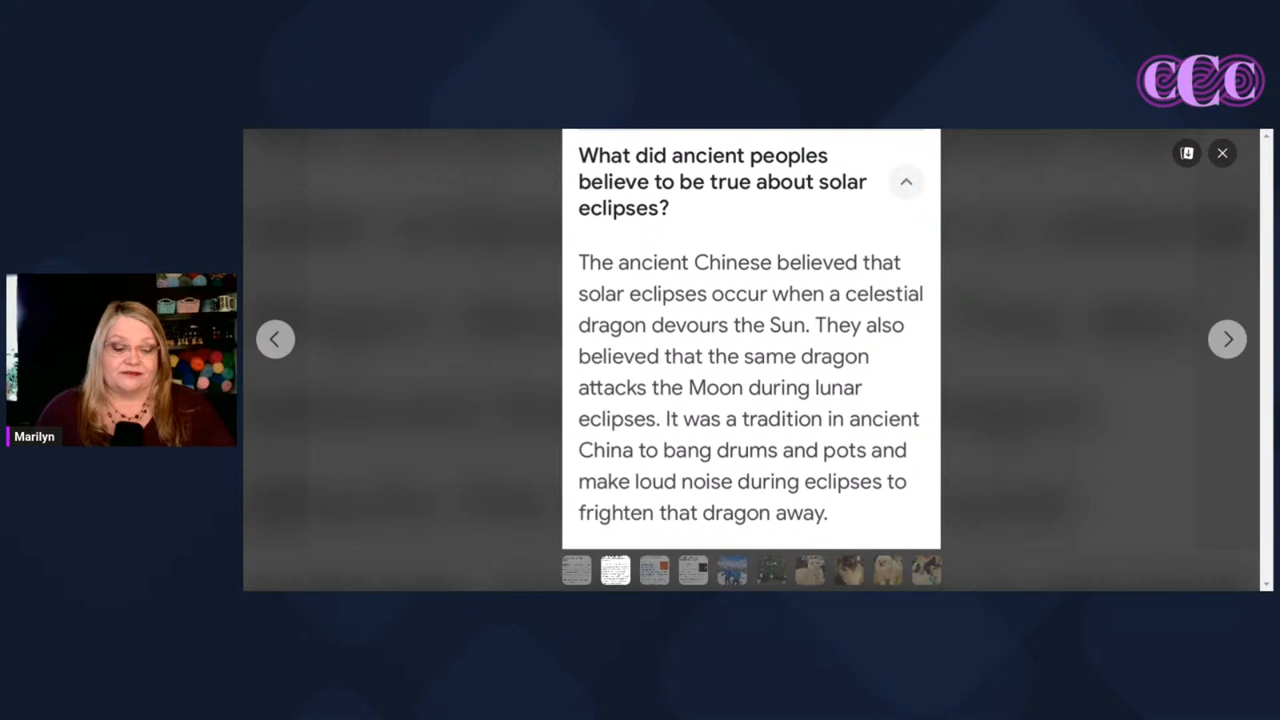 CCC
What did ancient peoples
believe to be true about solar
eclipses?
The ancient Chinese believed that
solar eclipses occur when a celestial
dragon devours the Sun. They also
believed that the same dragon
attacks the Moon during lunar
eclipses. It was a tradition in ancient
China to bang drums and pots and
make loud noise during eclipses to
frighten that dragon away.
Marilyn